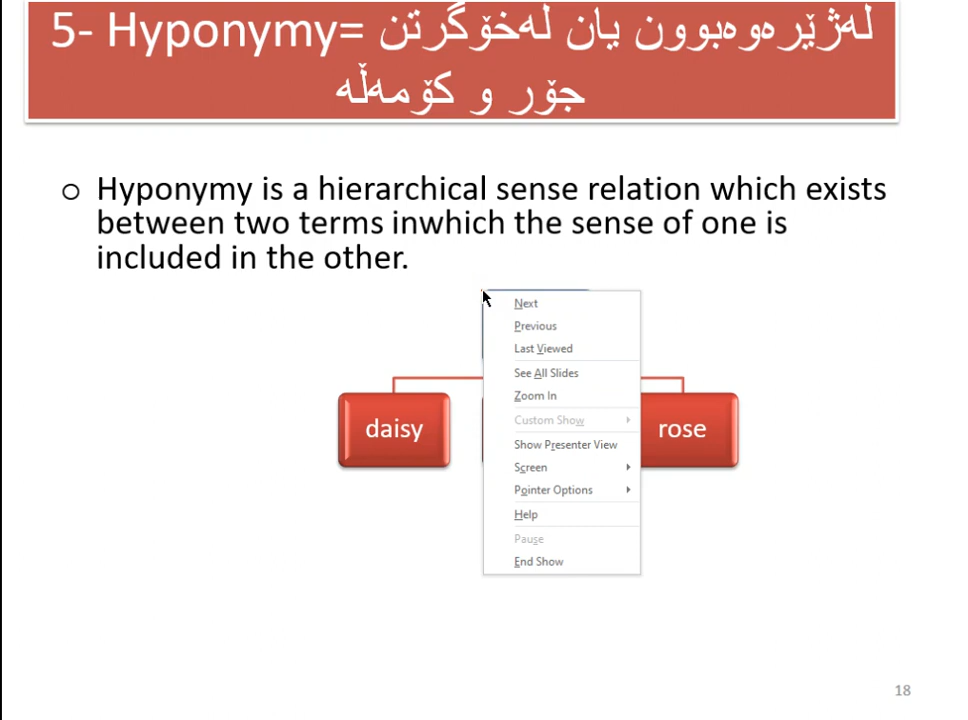 5- Hyponymy= لەژێرەوەبوون یان لەخۆگرتن
جۆر و کۆمەڵە
○ Hyponymy is a hierarchical sense relation which exists
between two terms inwhich the sense of one is
included in the other.
Next
Previous
Last Viewed
See All Slides
Zoom In
Custom Show
Show Presenter View
Screen
Pointer Options
Help
Pause
End Show
daisy
rose
18